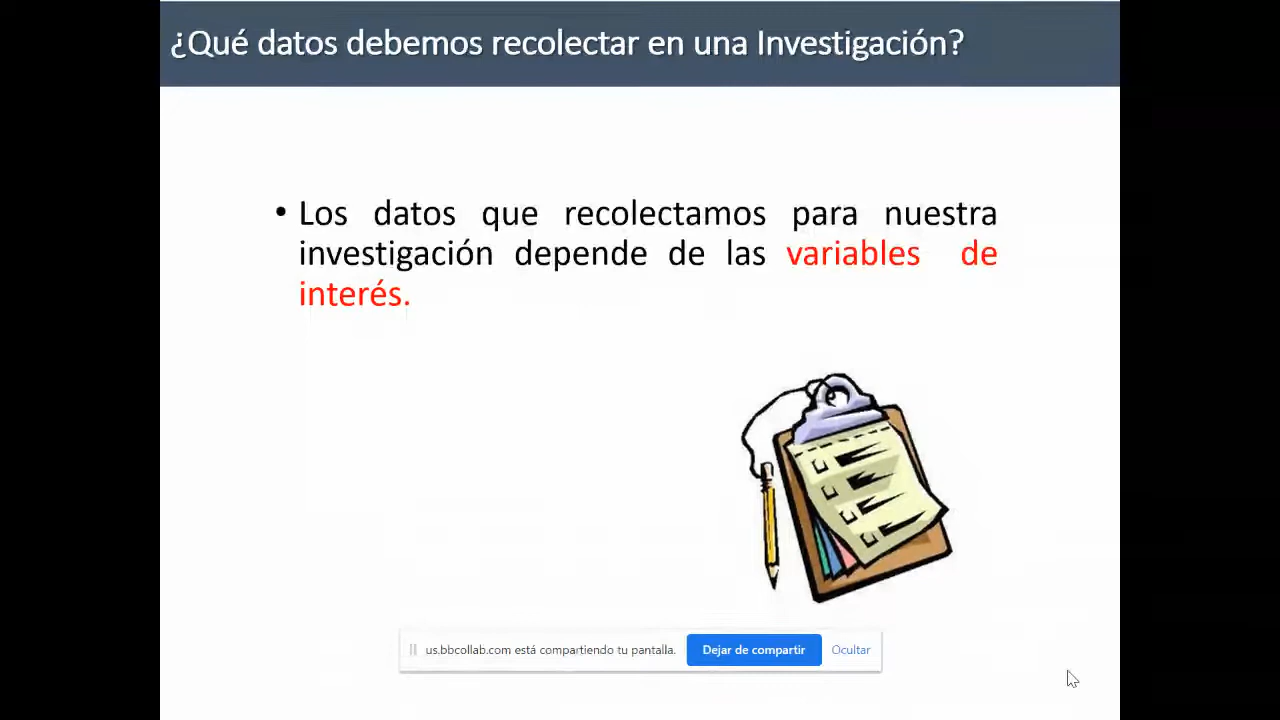 ¿Qué datos debemos recolectar en una Investigación?
• Los datos que recolectamos para nuestra
investigación depende de las variables de
interés.
us.bbcollab.com está compartiendo tu pantalla.
Dejar de compartir
Ocultar